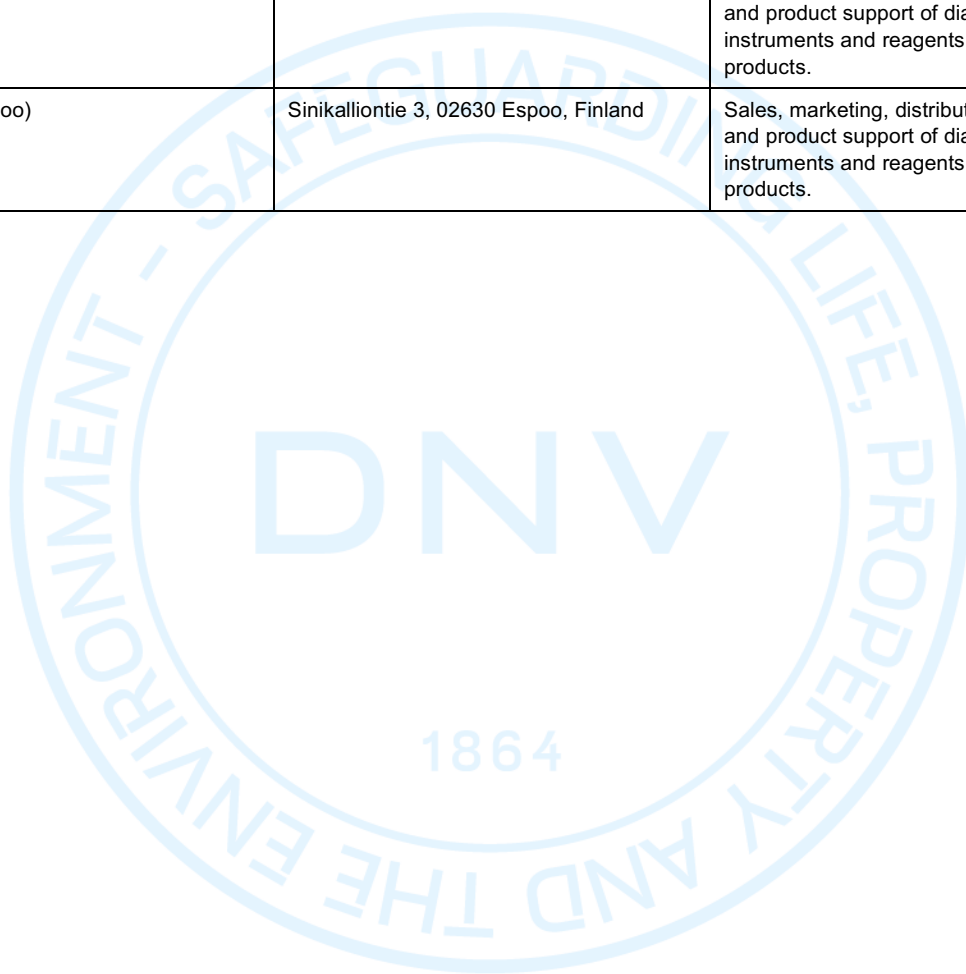 and product support of dia
instruments and reagents
products.
oo) Sinikalliontie 3, 02630 Espoo, Finland Sales, marketing, distribut
and product support of dia
instruments and reagents
products.
SAFEGUARDING LIFE, PROPERTY AND THE ENVIRONMENT -
DNV
1864